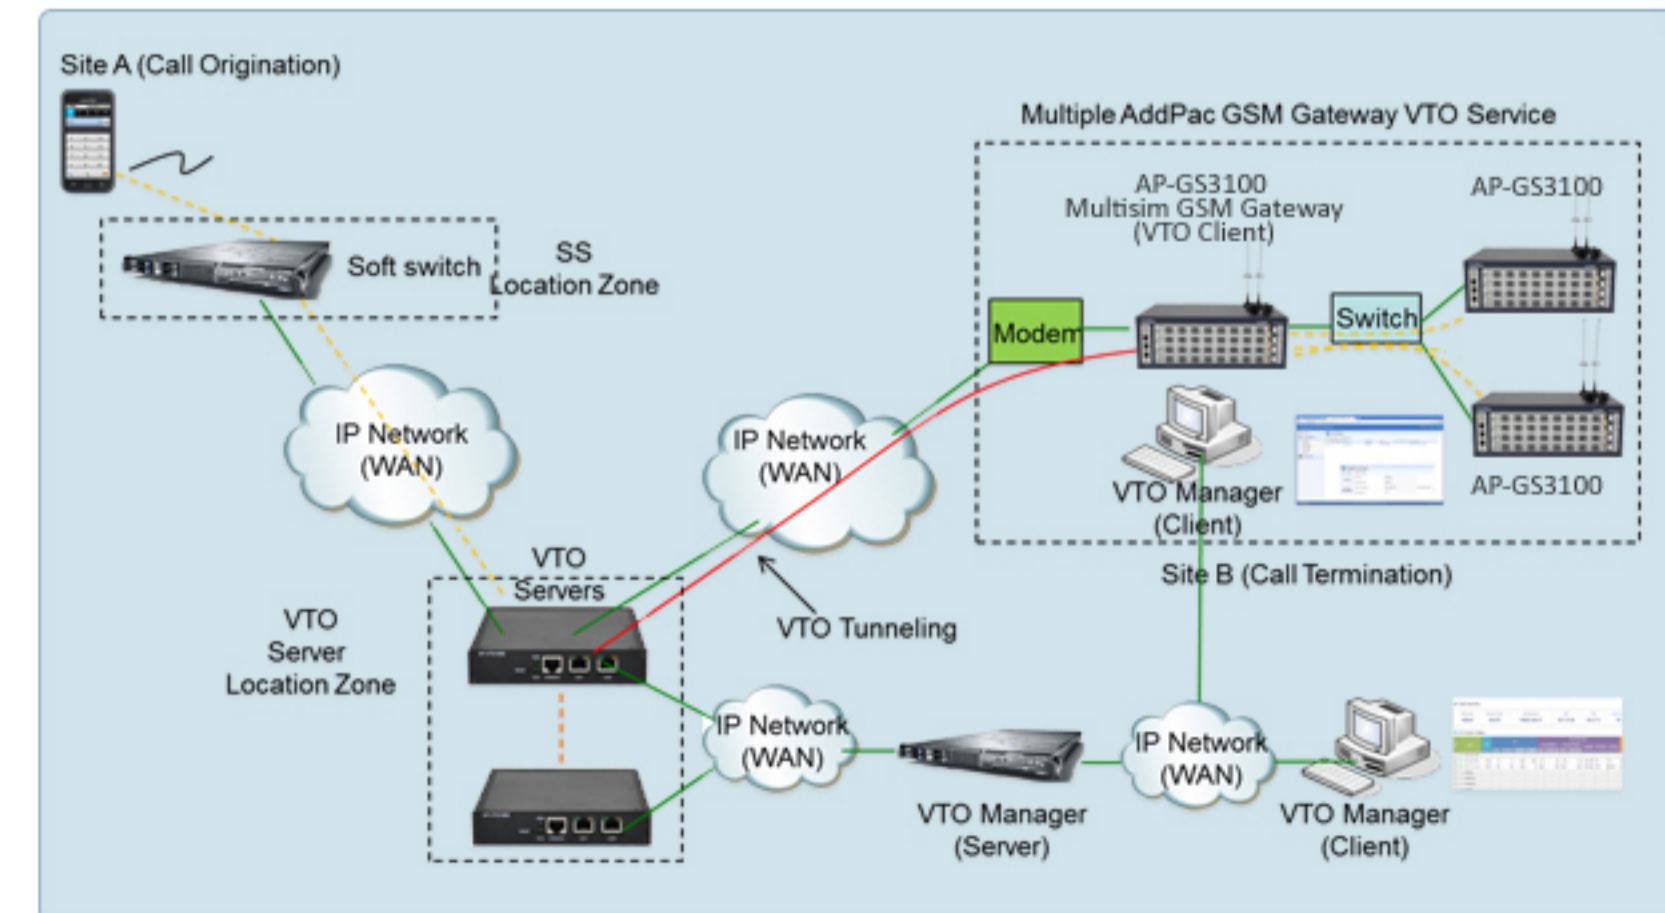 Site A (Call Origination)
Multiple AddPac GSM Gateway VTO Service
AP-GS3100
Multisim GSM Gateway
(VTO Client)
AP-GS3100
Soft switch
SS
Location Zone
Modem
Switch
IP Network
(WAN)
IP Network
(WAN)
VTO Manager
(Client)
AP-GS3100
Site B (Call Termination)
VTO
Servers
VTO
Server
Location Zone
VTO Tunneling
IP Network
(WAN)
IP Network
(WAN)
VTO Manager
(Server)
VTO Manager
(Client)